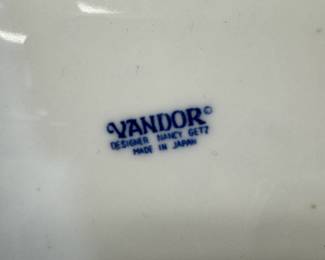 VANDOR©
DESIGNER NANCY GETZ
MADE IN JAPAN